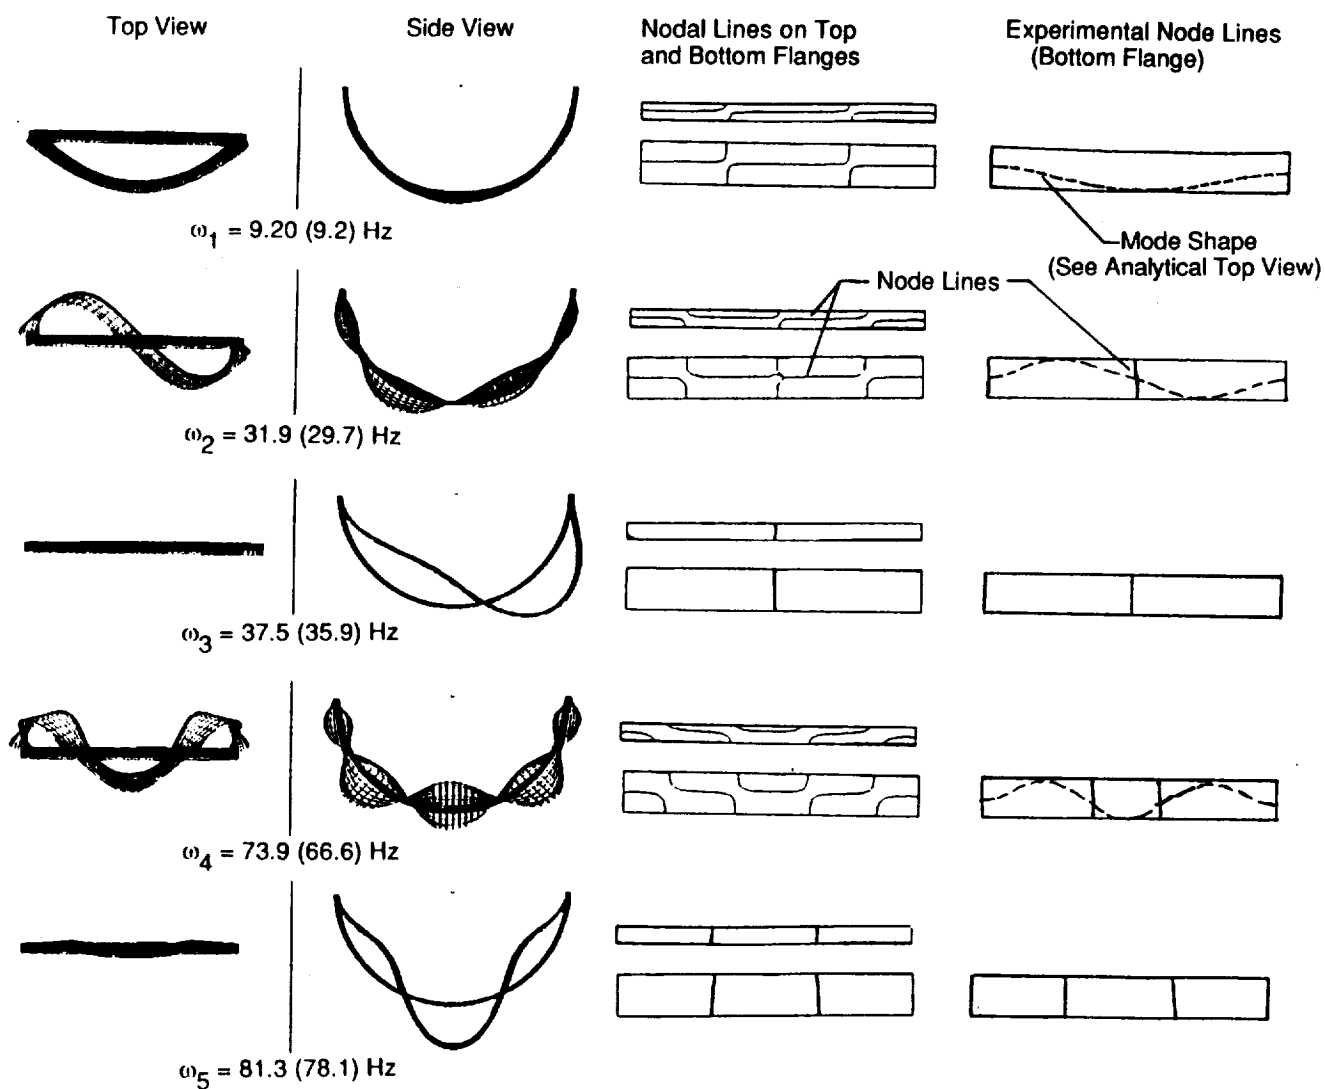 Top View
Side View
Nodal Lines on Top
and Bottom Flanges
Experimental Node Lines
(Bottom Flange)
ω1 = 9.20 (9.2) Hz
Mode Shape
(See Analytical Top View)
Node Lines
ω2 = 31.9 (29.7) Hz
ω3 = 37.5 (35.9) Hz
ω4 = 73.9 (66.6) Hz
ω5 = 81.3 (78.1) Hz